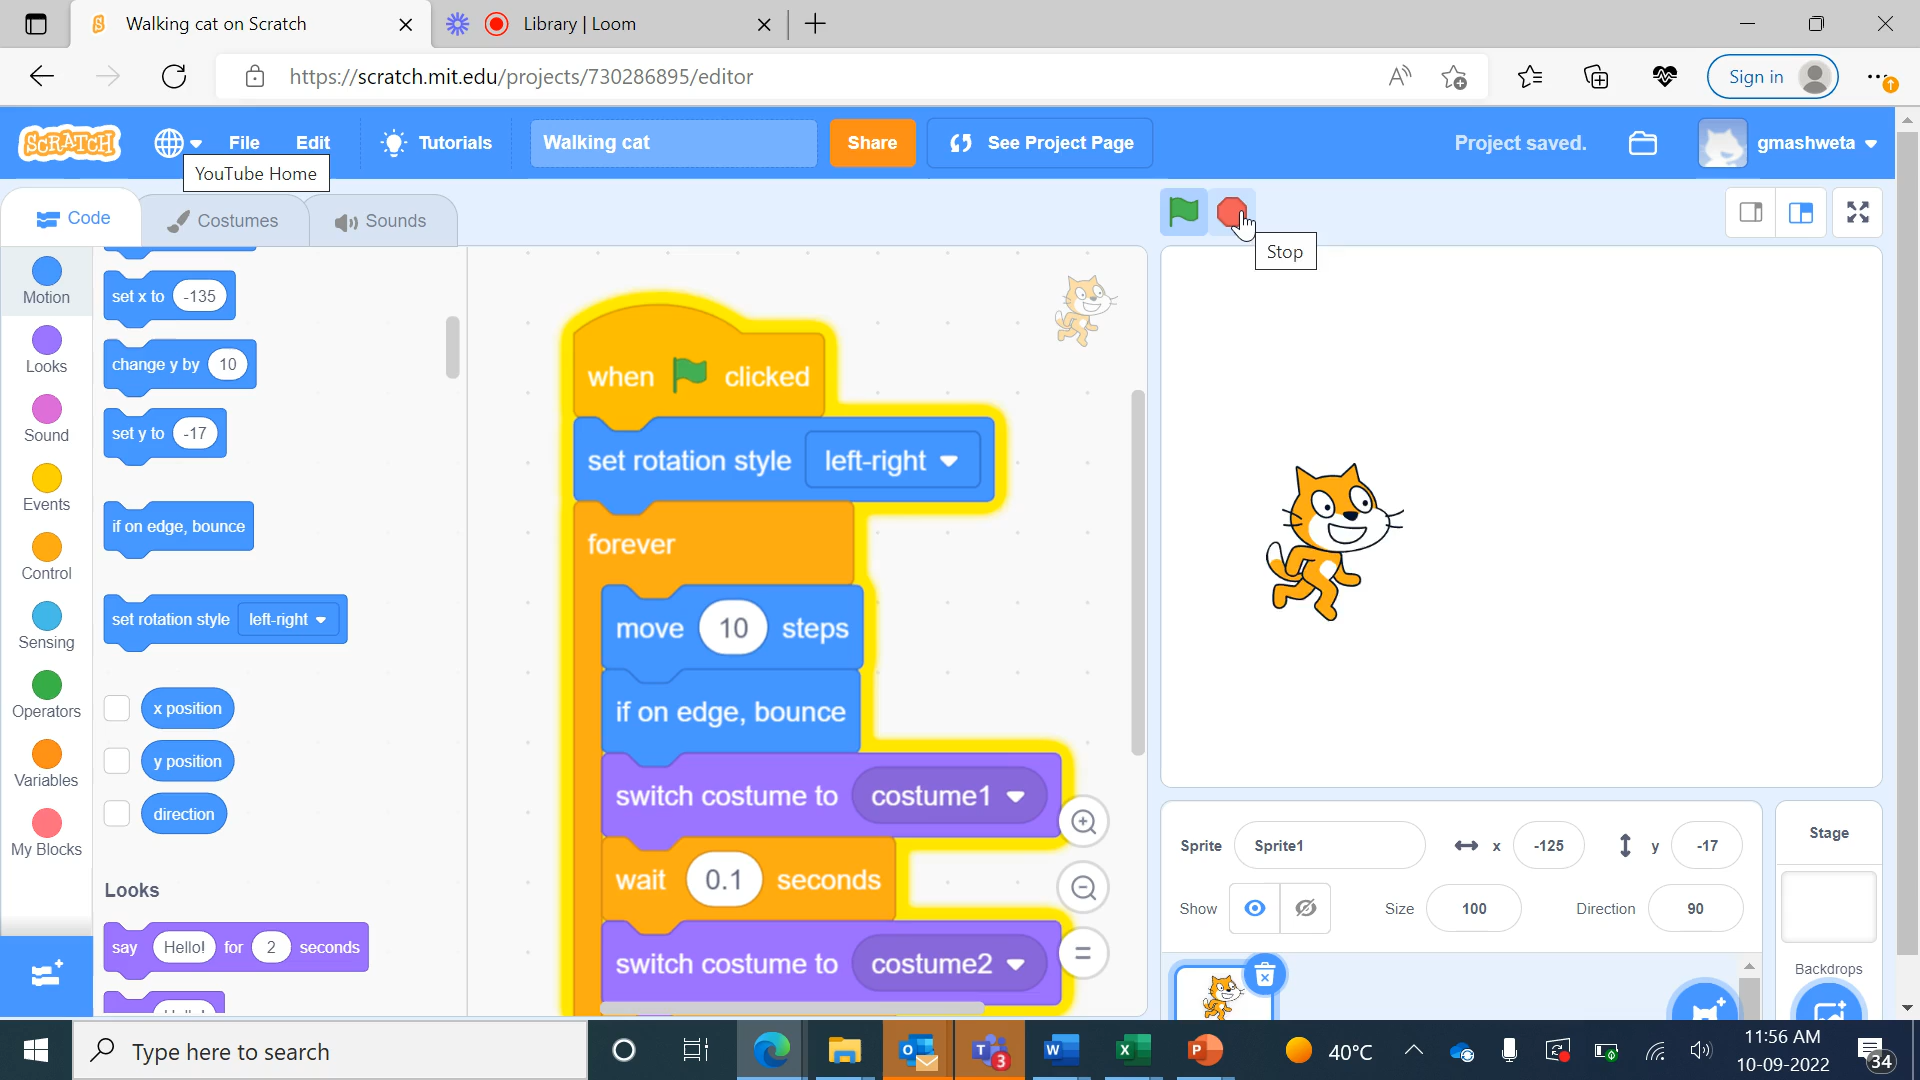 Walking cat on Scratch
Library | Loom
https://scratch.mit.edu/projects/730286895/editor
Sign in
SCRATCH
File
Edit
Tutorials
Walking cat
Share
See Project Page
Project saved.
gmashweta
YouTube Home
Code
Costumes
Sounds
Stop
Motion
Looks
Sound
Events
Control
Sensing
Operators
Variables
My Blocks
set x to -135
change y by 10
set y to -17
if on edge, bounce
set rotation style left-right
x position
y position
direction
Looks
say Hello! for 2 seconds
when clicked
set rotation style left-right
forever
move 10 steps
if on edge, bounce
switch costume to costume1
wait 0.1 seconds
switch costume to costume2
Sprite Sprite1 x -125 y -17
Show Size 100 Direction 90
Stage
Backdrops
Type here to search
3
40°C
11:56 AM
10-09-2022
34